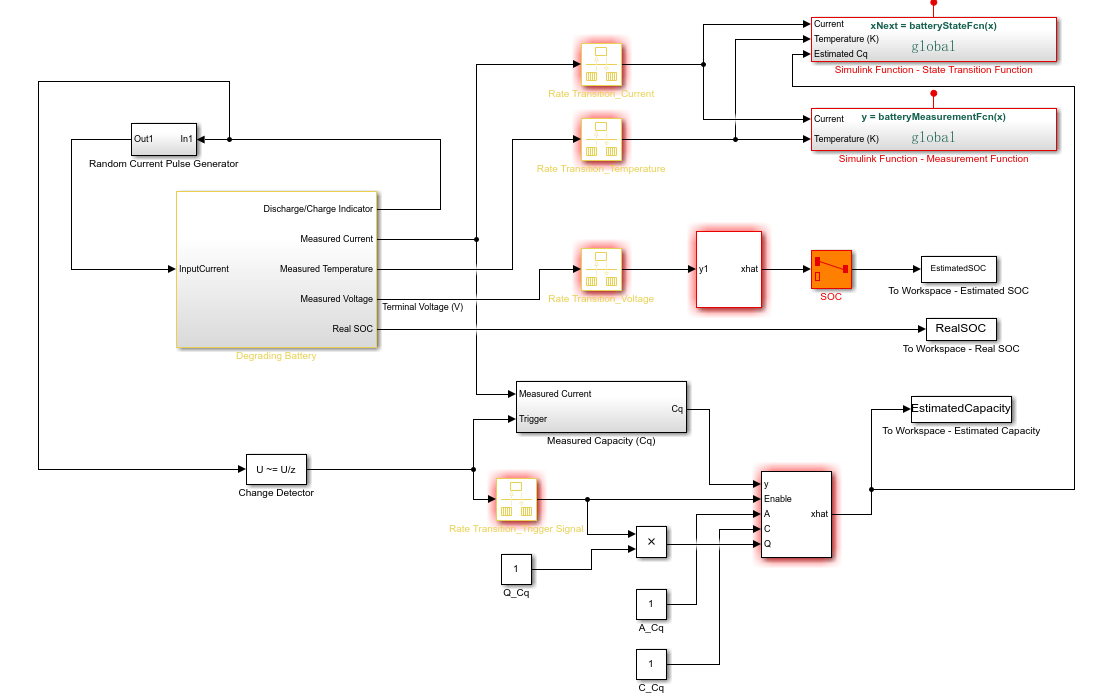 Current
xNext = batteryStateFcn(x)
Temperature (K)
global
Estimated Cq
Simulink Function - State Transition Function
Rate Transition_Current
Current
y = batteryMeasurementFcn(x)
Temperature (K)
global
Simulink Function - Measurement Function
Out1
In1
Random Current Pulse Generator
Rate Transition_Temperature
Discharge/Charge Indicator
Measured Current
InputCurrent
Measured Temperature
Measured Voltage
Real SOC
Degrading Battery
Terminal Voltage (V)
Rate Transition_Voltage
y1
xhat
SOC
EstimatedSOC
To Workspace - Estimated SOC
RealSOC
To Workspace - Real SOC
Measured Current
Trigger
Cq
Measured Capacity (Cq)
EstimatedCapacity
To Workspace - Estimated Capacity
U ~= U/z
Change Detector
Rate Transition_Trigger Signal
y
Enable
A
C
Q
xhat
×
1
Q_Cq
1
A_Cq
1
C_Cq